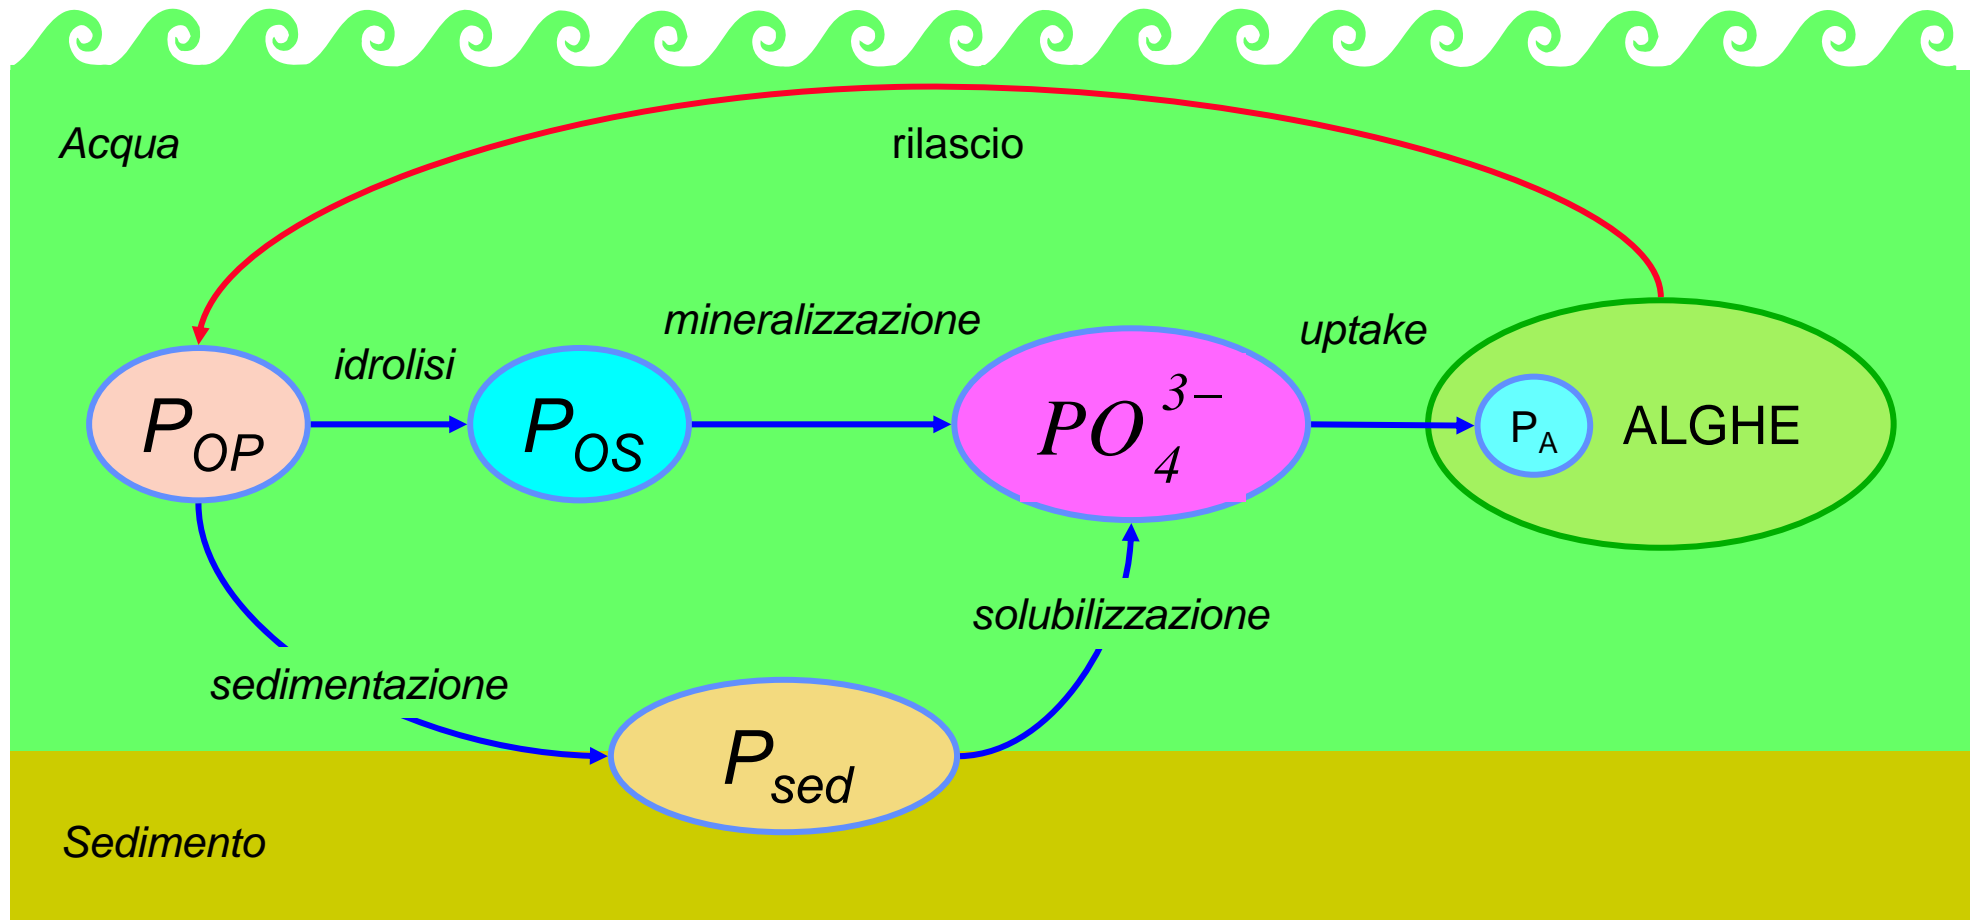 Acqua
rilascio
mineralizzazione
uptake
idrolisi
P_OP
P_OS
PO_4^3−
P_A
ALGHE
solubilizzazione
sedimentazione
P_sed
Sedimento